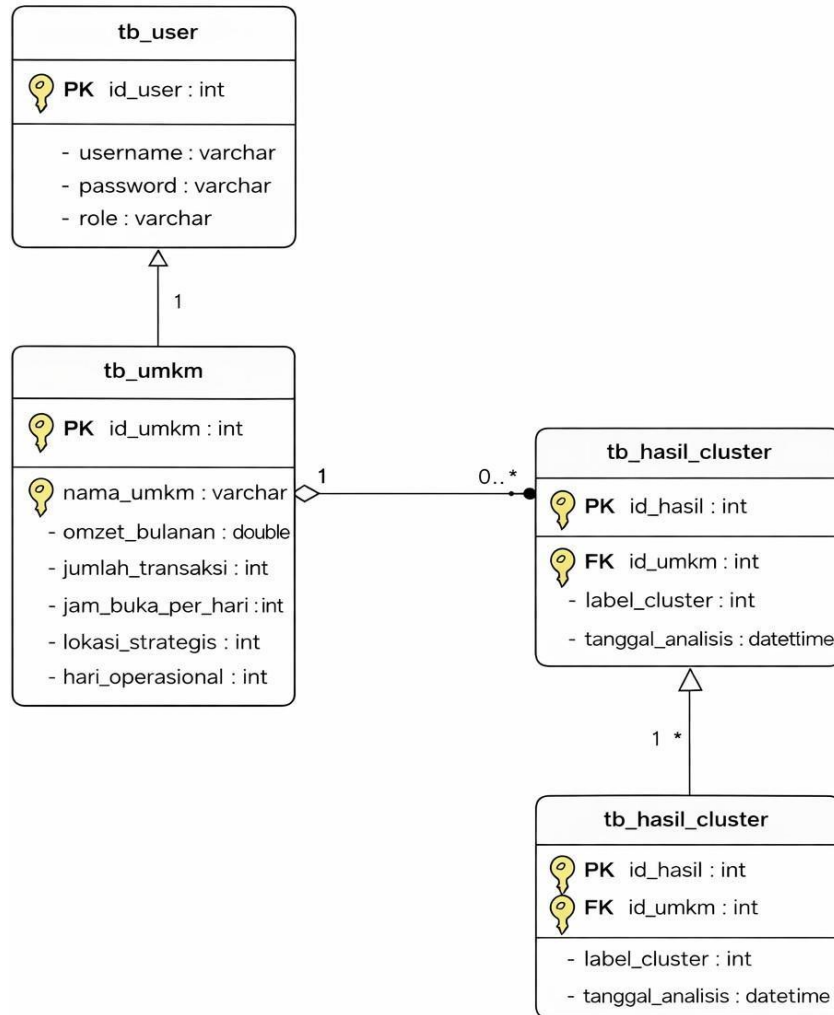 tb_user
PK id_user : int
- username : varchar
- password : varchar
- role : varchar
1
tb_umkm
PK id_umkm : int
nama_umkm : varchar
- omzet_bulanan : double
- jumlah_transaksi : int
- jam_buka_per_hari : int
- lokasi_strategis : int
- hari_operasional : int
1
0..*
tb_hasil_cluster
PK id_hasil : int
FK id_umkm : int
- label_cluster : int
- tanggal_analisis : datettime
1 *
tb_hasil_cluster
PK id_hasil : int
FK id_umkm : int
- label_cluster : int
- tanggal_analisis : datetime